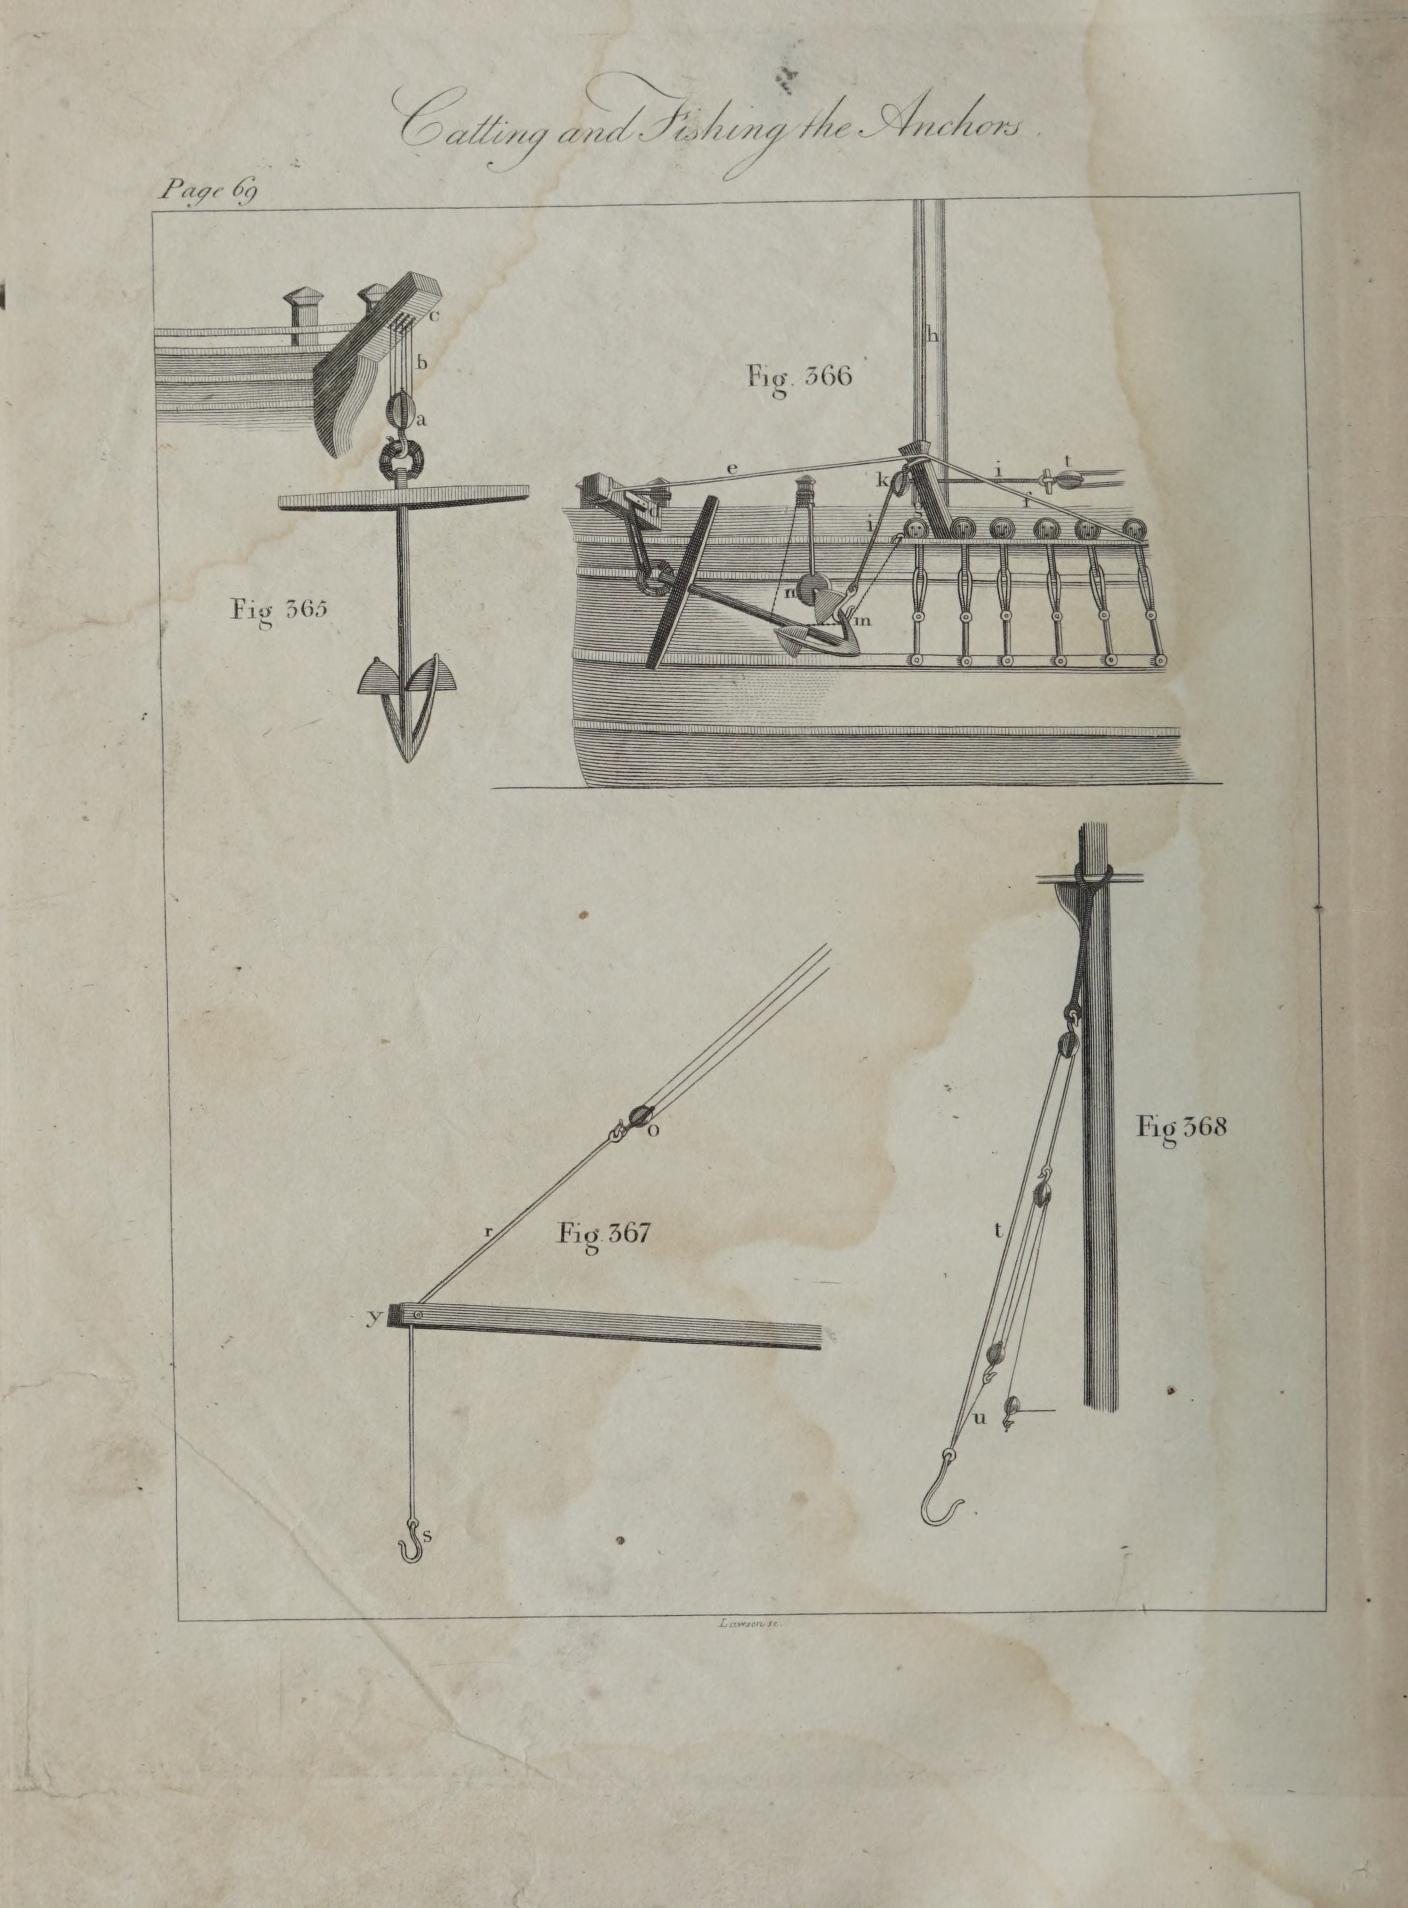 Catting and Fishing the Anchors.
Page 69
c
b
a
Fig 365
h
Fig. 366
e
k
i
t
f
g
i
n
m
o
r
Fig. 367
y
s
Fig 368
t
u
Lawson sc.